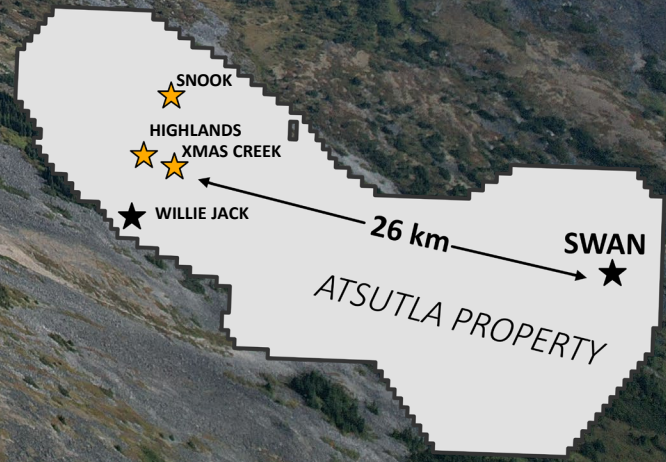 SNOOK
HIGHLANDS
XMAS CREEK
WILLIE JACK
26 km
SWAN
ATSUTLA PROPERTY